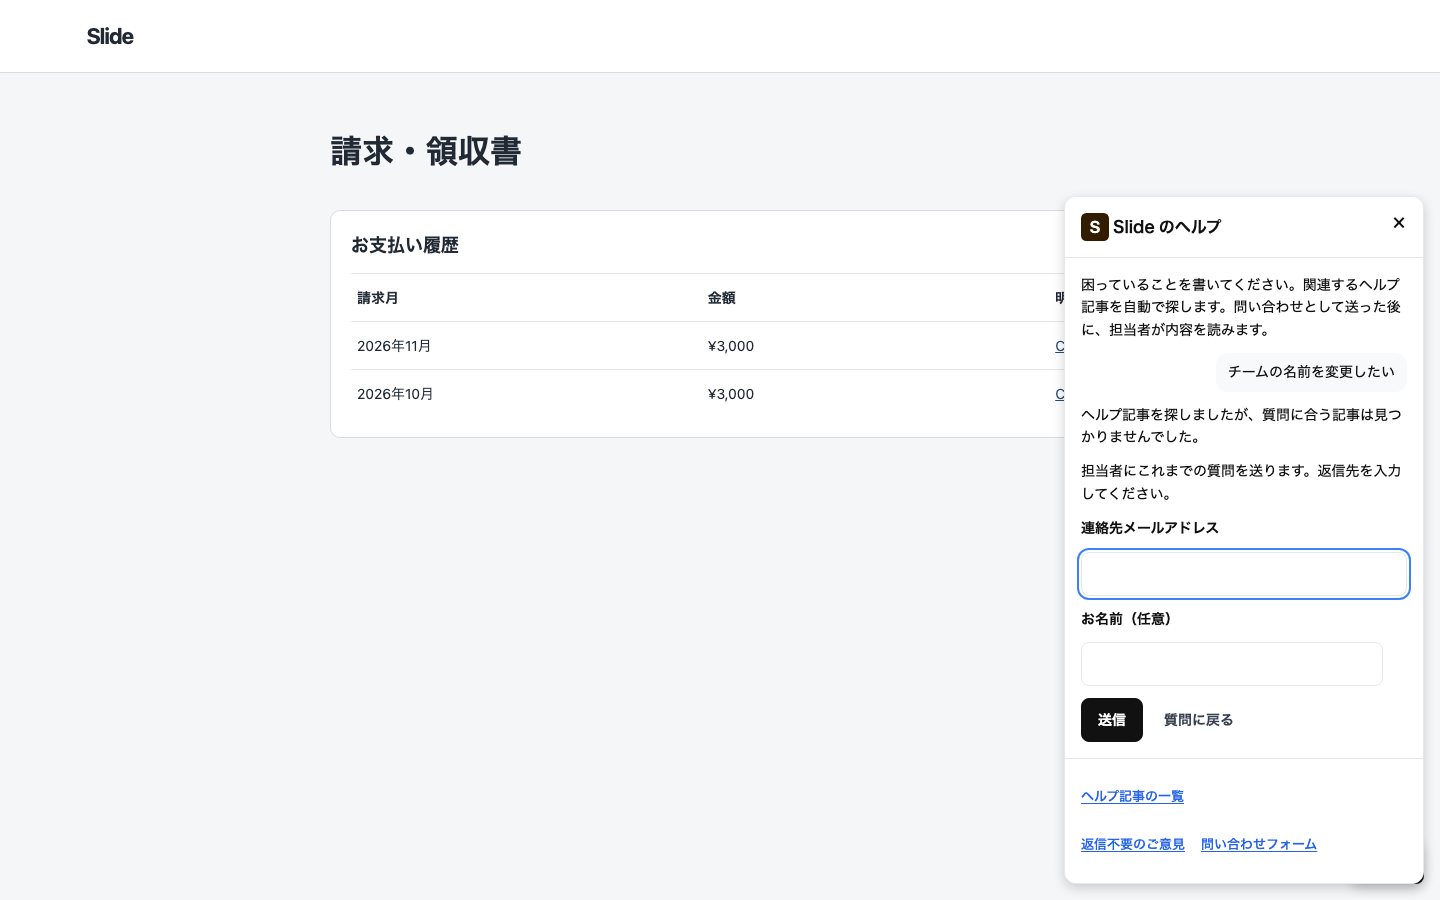 Slide
請求・領収書
お支払い履歴
請求月 金額
2026年11月 ¥3,000
2026年10月 ¥3,000
S Slide のヘルプ ×
困っていることを書いてください。関連するヘルプ
記事を自動で探します。問い合わせとして送った後
に、担当者が内容を読みます。
チームの名前を変更したい
ヘルプ記事を探しましたが、質問に合う記事は見つ
かりませんでした。
担当者にこれまでの質問を送ります。返信先を入力
してください。
連絡先メールアドレス
お名前（任意）
送信 質問に戻る
ヘルプ記事の一覧
返信不要のご意見 問い合わせフォーム